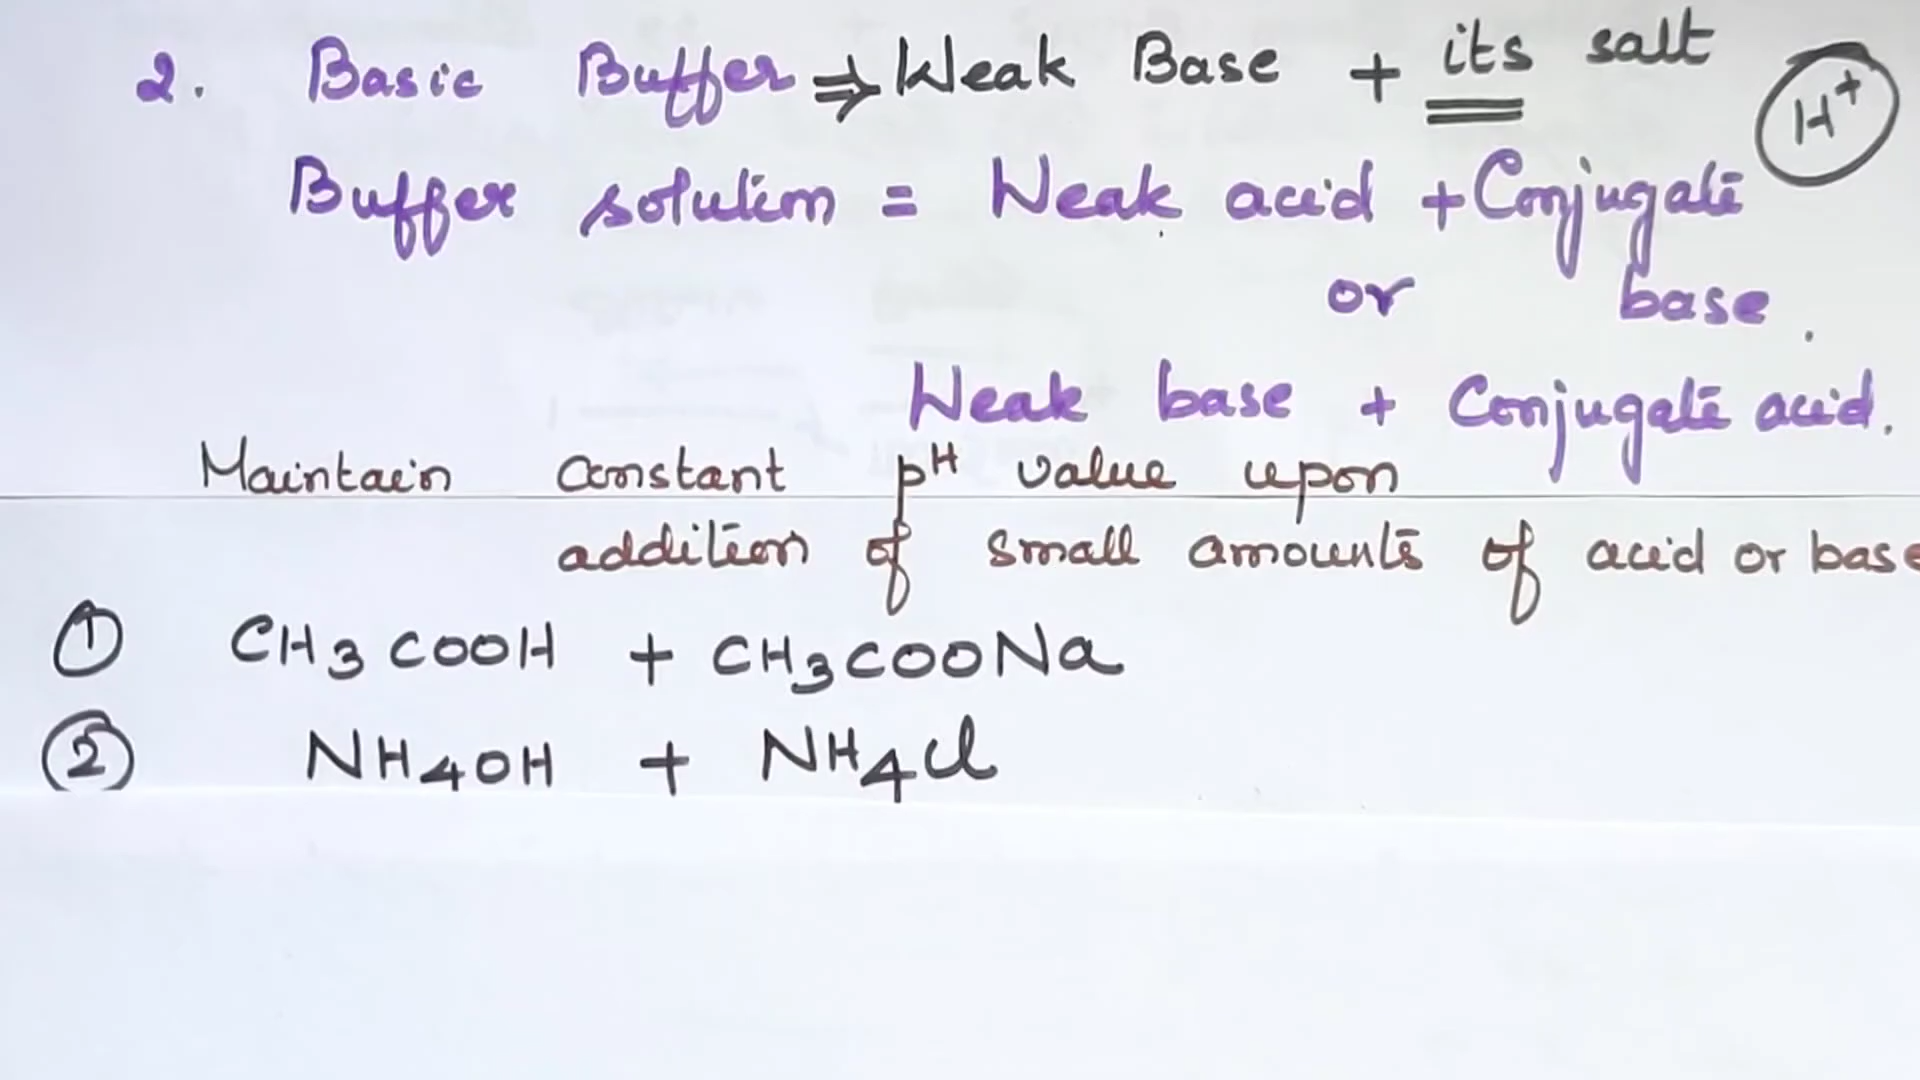 2. Basic Buffer ⇒ Weak Base + its salt
H⁺
Buffer solution = Weak acid + Conjugate
or base.
Weak base + Conjugate acid.
Maintain constant pH value upon
addition of small amounts of acid or base
① CH3COOH + CH3COONa
② NH4OH + NH4Cl